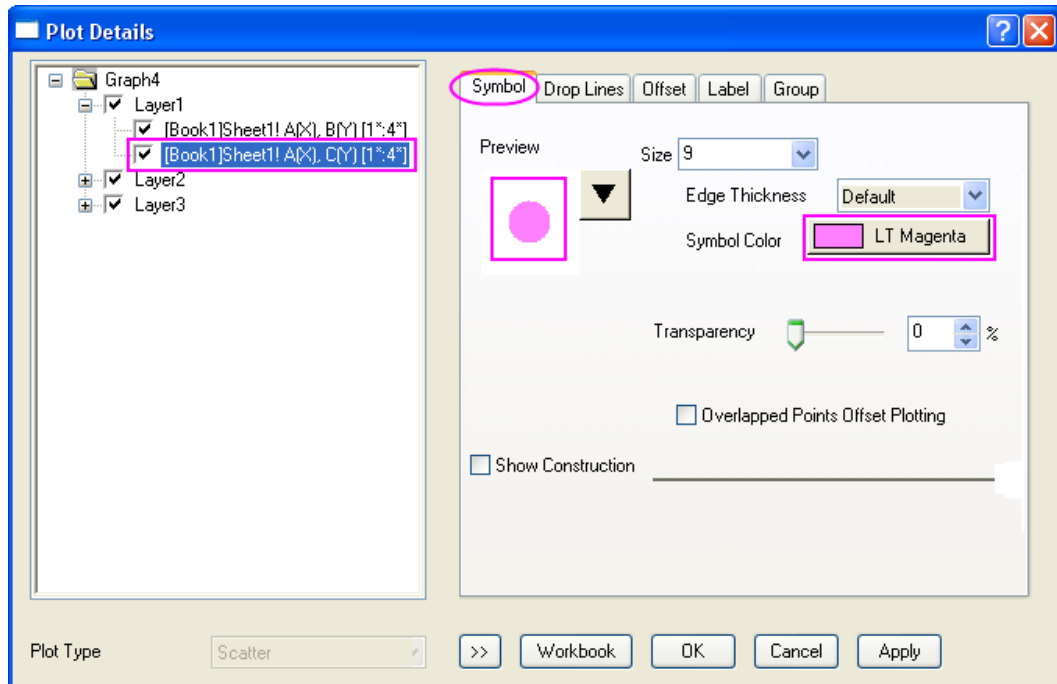 Plot Details
Graph4
Layer1
[Book1]Sheet1! A(X), B(Y) [1*:4*]
[Book1]Sheet1! A(X), C(Y) [1*:4*]
Layer2
Layer3
Symbol Drop Lines Offset Label Group
Preview
Size 9
Edge Thickness Default
Symbol Color LT Magenta
Transparency 0 %
Overlapped Points Offset Plotting
Show Construction
Plot Type Scatter >> Workbook OK Cancel Apply